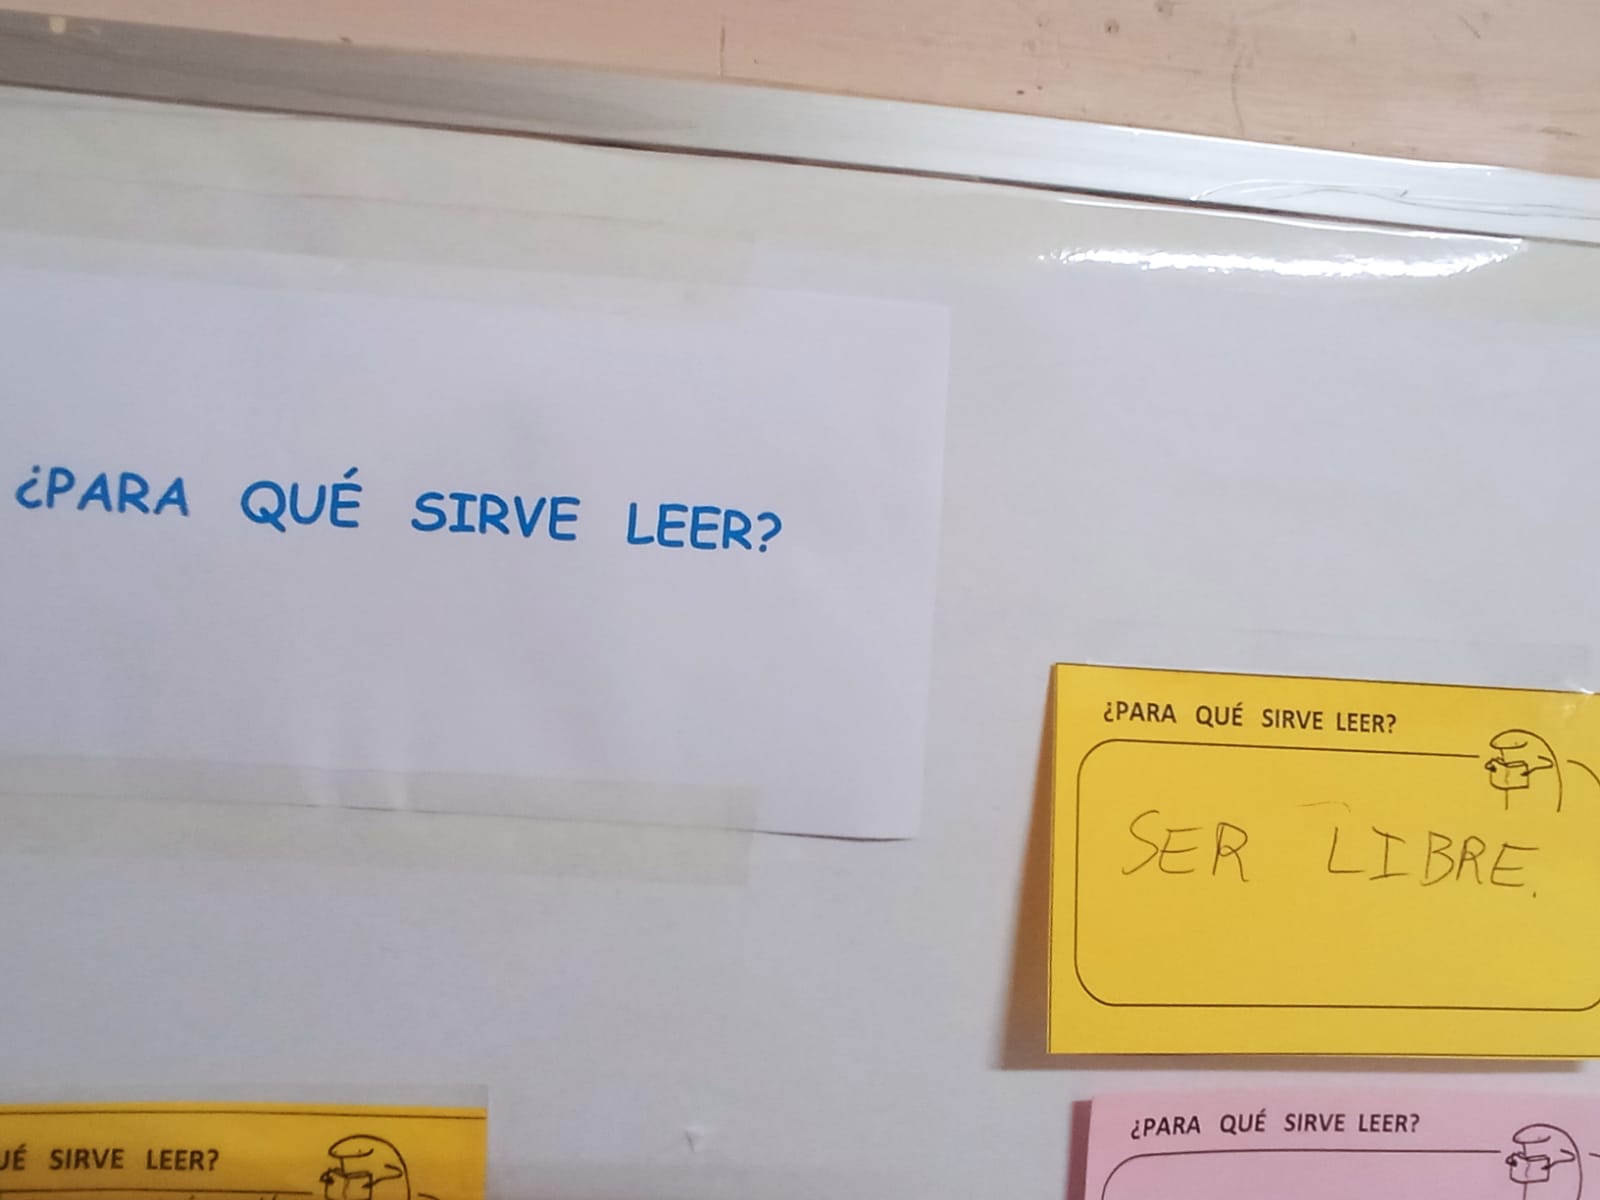 ¿PARA QUÉ SIRVE LEER?
¿PARA QUÉ SIRVE LEER?
SER LIBRE.
SIRVE LEER?
¿PARA QUÉ SIRVE LEER?